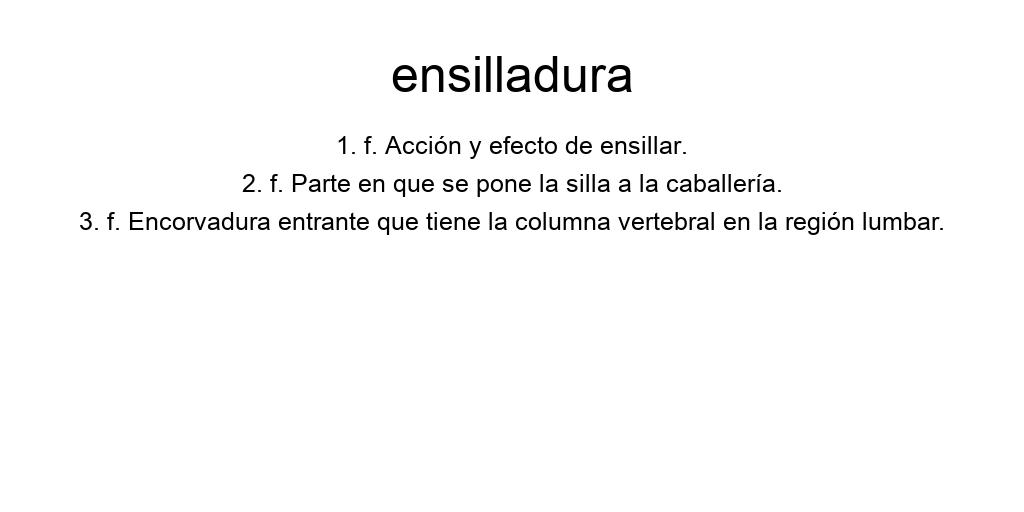 ensilladura
1. f. Acción y efecto de ensillar.
2. f. Parte en que se pone la silla a la caballería.
3. f. Encorvadura entrante que tiene la columna vertebral en la región lumbar.